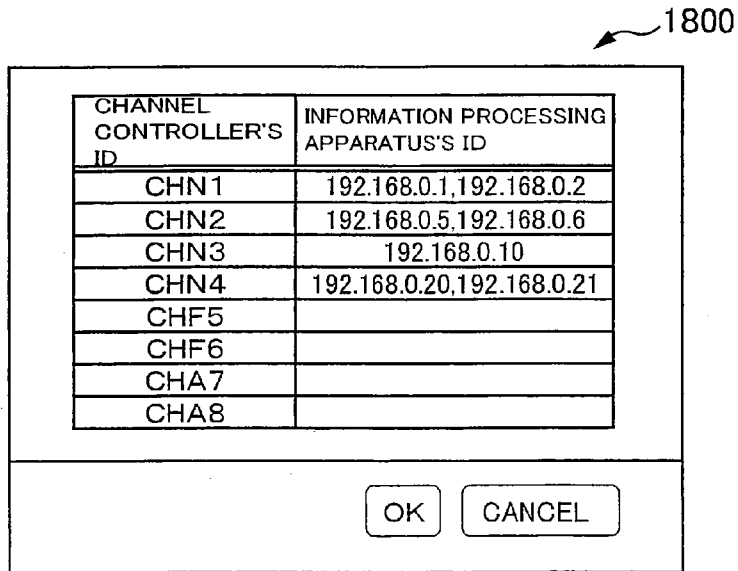 1800
CHANNEL
CONTROLLER'S
ID
INFORMATION PROCESSING
APPARATUS'S ID
CHN1 192.168.0.1,192.168.0.2
CHN2 192.168.0.5,192.168.0.6
CHN3 192.168.0.10
CHN4 192.168.0.20,192.168.0.21
CHF5
CHF6
CHA7
CHA8
OK CANCEL